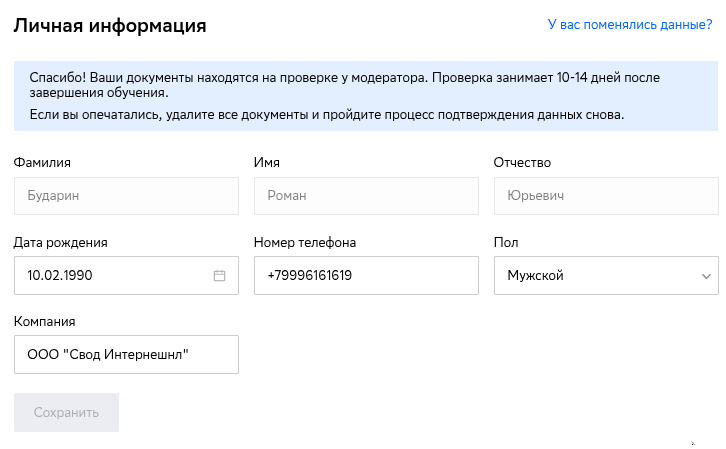 Личная информация
У вас поменялись данные?
Спасибо! Ваши документы находятся на проверке у модератора. Проверка занимает 10-14 дней после
завершения обучения.
Если вы опечатались, удалите все документы и пройдите процесс подтверждения данных снова.
Фамилия
Имя
Отчество
Бударин
Роман
Юрьевич
Дата рождения
Номер телефона
Пол
10.02.1990
+79996161619
Мужской
Компания
ООО "Свод Интернешнл"
Сохранить